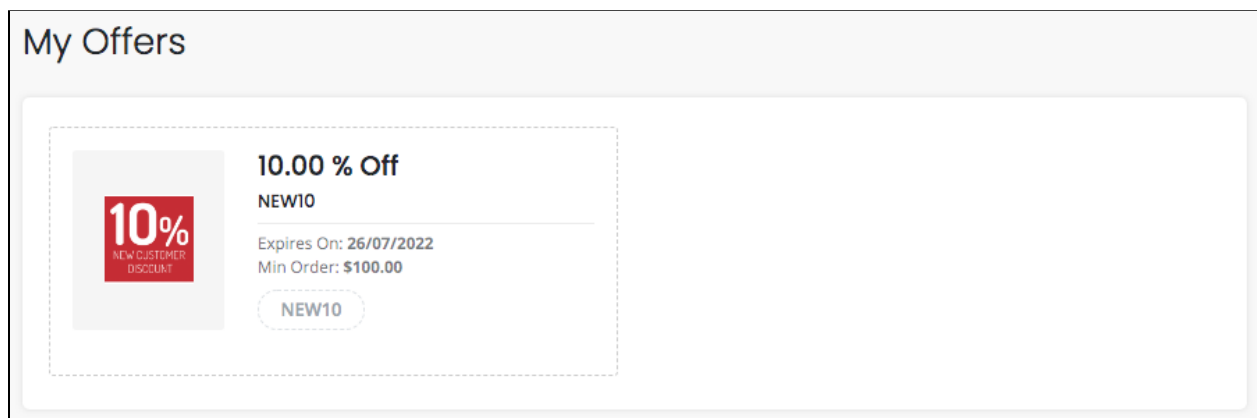 My Offers
10%
NEW CUSTOMER
DISCOUNT
10.00 % Off
NEW10
Expires On: 26/07/2022
Min Order: $100.00
NEW10